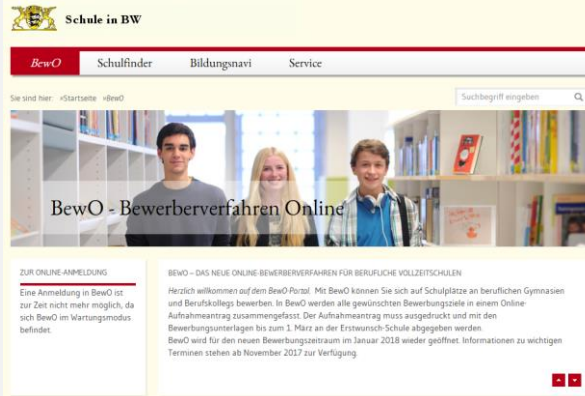 Schule in BW
BewO Schulfinder Bildungsnavi Service
Sie sind hier: »Startseite »BewO
Suchbegriff eingeben
BewO - Bewerberverfahren Online
ZUR ONLINE-ANMELDUNG
Eine Anmeldung in BewO ist
zur Zeit nicht mehr möglich, da
sich BewO im Wartungsmodus
befindet.
BEWO – DAS NEUE ONLINE-BEWERBERVERFAHREN FÜR BERUFLICHE VOLLZEITSCHULEN
Herzlich willkommen auf dem BewO-Portal. Mit BewO können Sie sich auf Schulplätze an beruflichen Gymnasien
und Berufskollegs bewerben. In BewO werden alle gewünschten Bewerbungsziele in einem Online-
Aufnahmeantrag zusammengefasst. Der Aufnahmeantrag muss ausgedruckt und mit den
Bewerbungsunterlagen bis zum 1. März an der Erstwunsch-Schule abgegeben werden.
BewO wird für den neuen Bewerbungszeitraum im Januar 2018 wieder geöffnet. Informationen zu wichtigen
Terminen stehen ab November 2017 zur Verfügung.